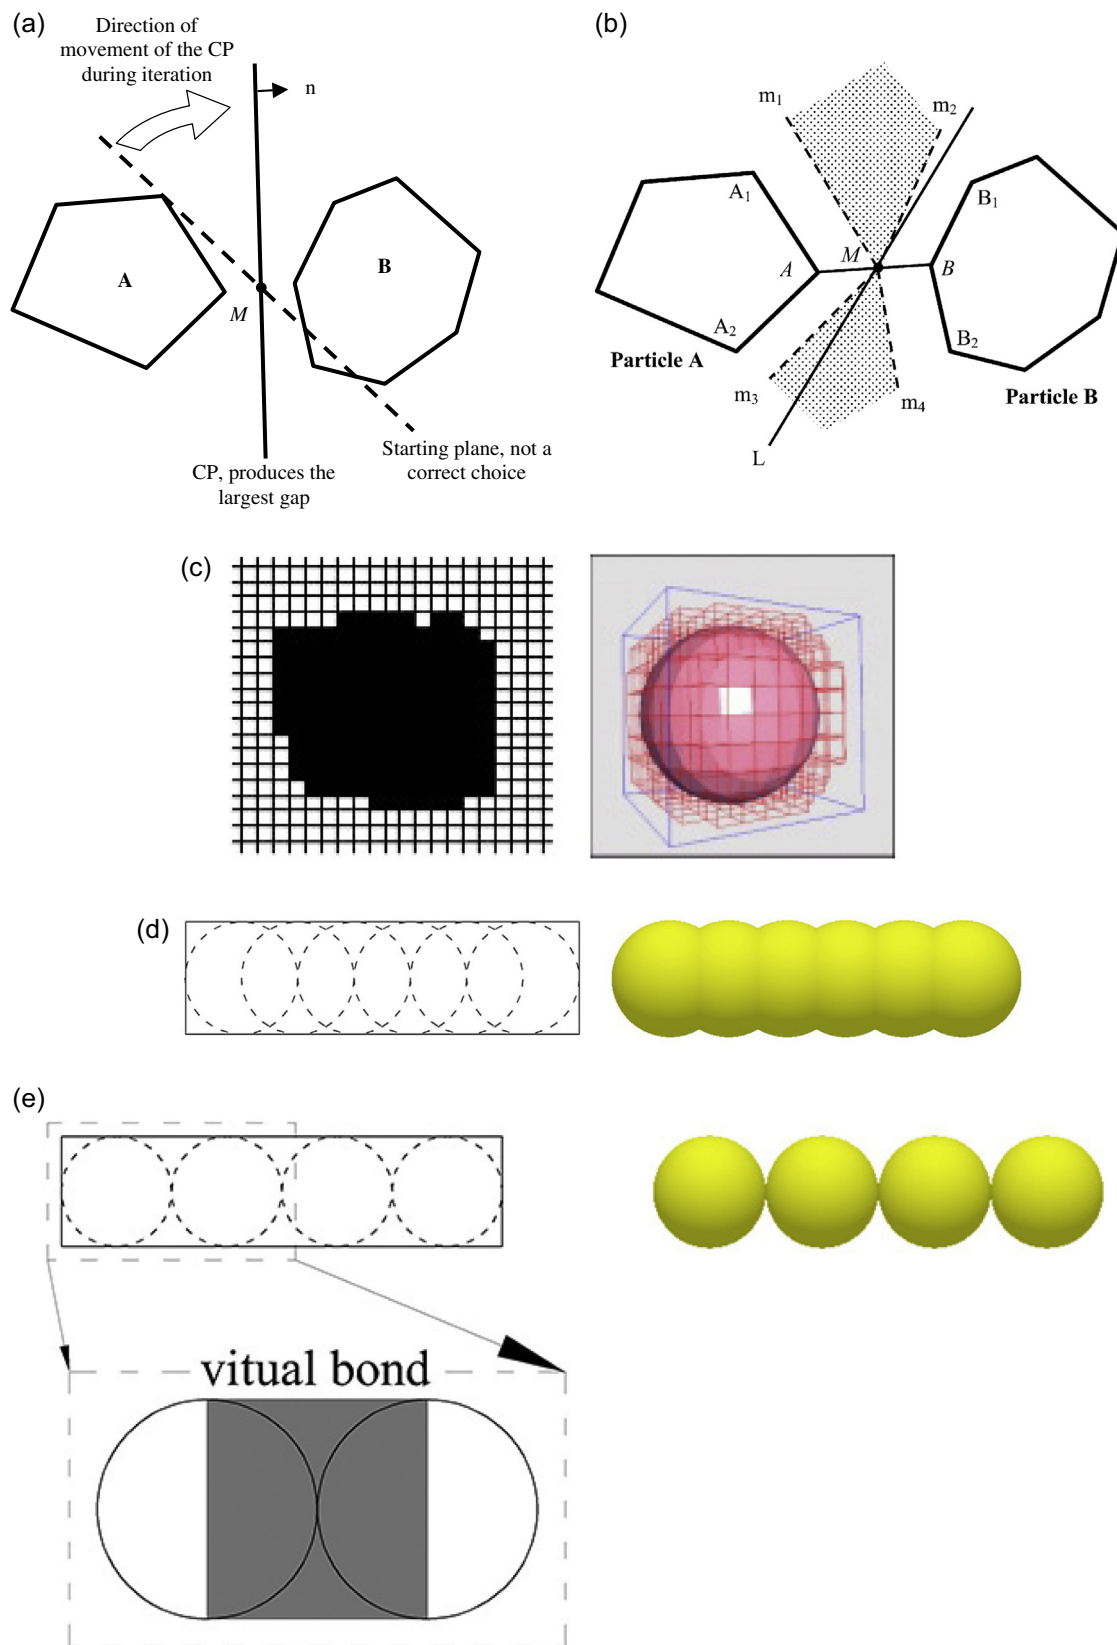 (a)
Direction of
movement of the CP
during iteration
n
A
B
M
Starting plane, not a
correct choice
CP, produces the
largest gap
(b)
m1
m2
A1
B1
A
M
B
A2
B2
Particle A
m3
m4
Particle B
L
(c)
(d)
(e)
vitual bond